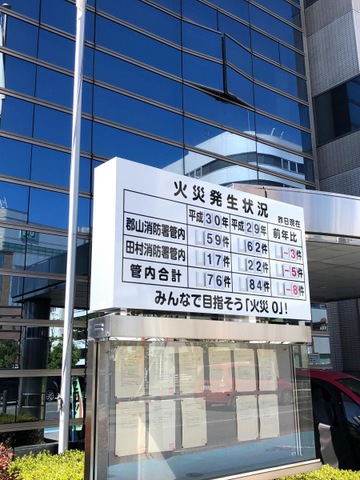 火災発生状況
昨日現在
平成30年 平成29年 前年比
郡山消防署管内 59件 62件 -3件
田村消防署管内 17件 22件 -5件
管内合計 76件 84件 -8件
みんなで目指そう「火災0」!